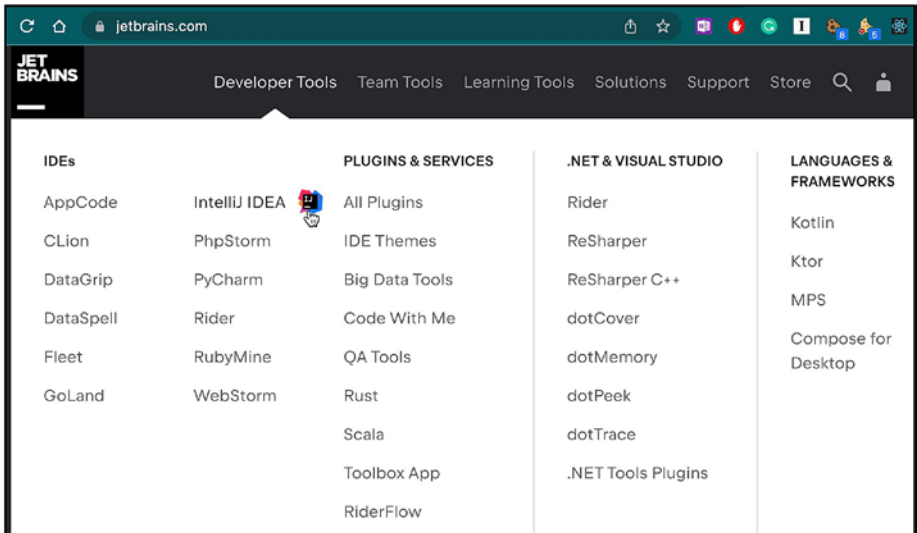 jetbrains.com
8
5
JET
BRAINS
Developer Tools
Team Tools
Learning Tools
Solutions
Support
Store
IDEs
AppCode
CLion
DataGrip
DataSpell
Fleet
GoLand
IntelliJ IDEA
PhpStorm
PyCharm
Rider
RubyMine
WebStorm
PLUGINS & SERVICES
All Plugins
IDE Themes
Big Data Tools
Code With Me
QA Tools
Rust
Scala
Toolbox App
RiderFlow
.NET & VISUAL STUDIO
Rider
ReSharper
ReSharper C++
dotCover
dotMemory
dotPeek
dotTrace
.NET Tools Plugins
LANGUAGES &
FRAMEWORKS
Kotlin
Ktor
MPS
Compose for
Desktop